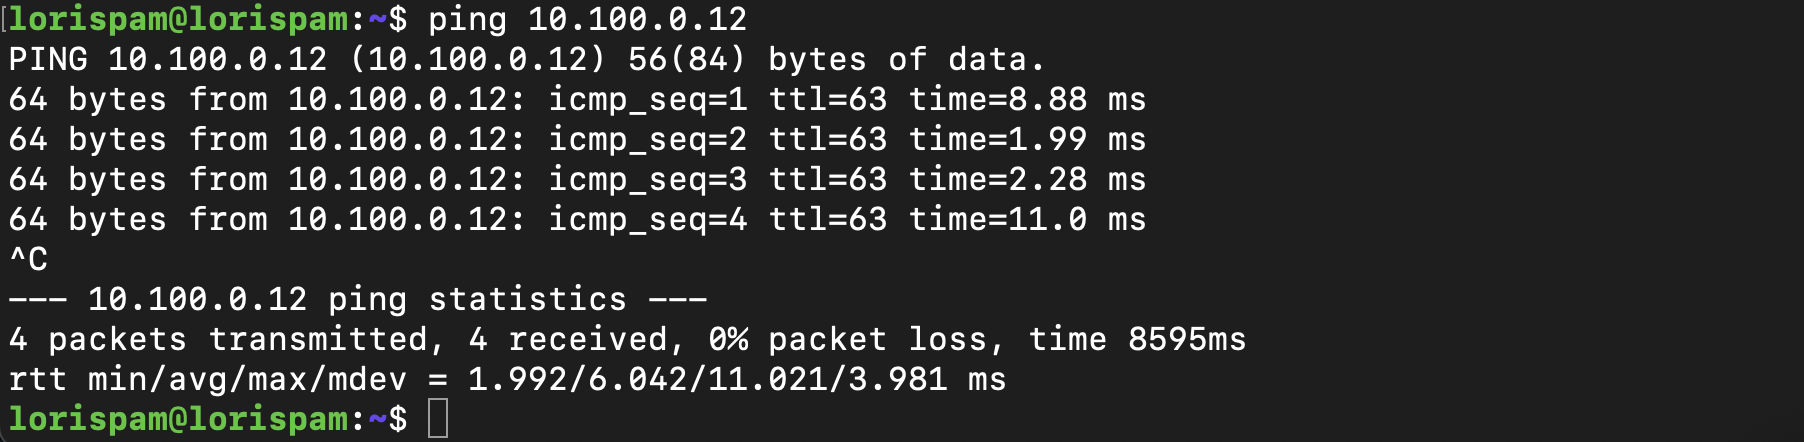 lorispam@lorispam:~$ ping 10.100.0.12
PING 10.100.0.12 (10.100.0.12) 56(84) bytes of data.
64 bytes from 10.100.0.12: icmp_seq=1 ttl=63 time=8.88 ms
64 bytes from 10.100.0.12: icmp_seq=2 ttl=63 time=1.99 ms
64 bytes from 10.100.0.12: icmp_seq=3 ttl=63 time=2.28 ms
64 bytes from 10.100.0.12: icmp_seq=4 ttl=63 time=11.0 ms
^C
--- 10.100.0.12 ping statistics ---
4 packets transmitted, 4 received, 0% packet loss, time 8595ms
rtt min/avg/max/mdev = 1.992/6.042/11.021/3.981 ms
lorispam@lorispam:~$